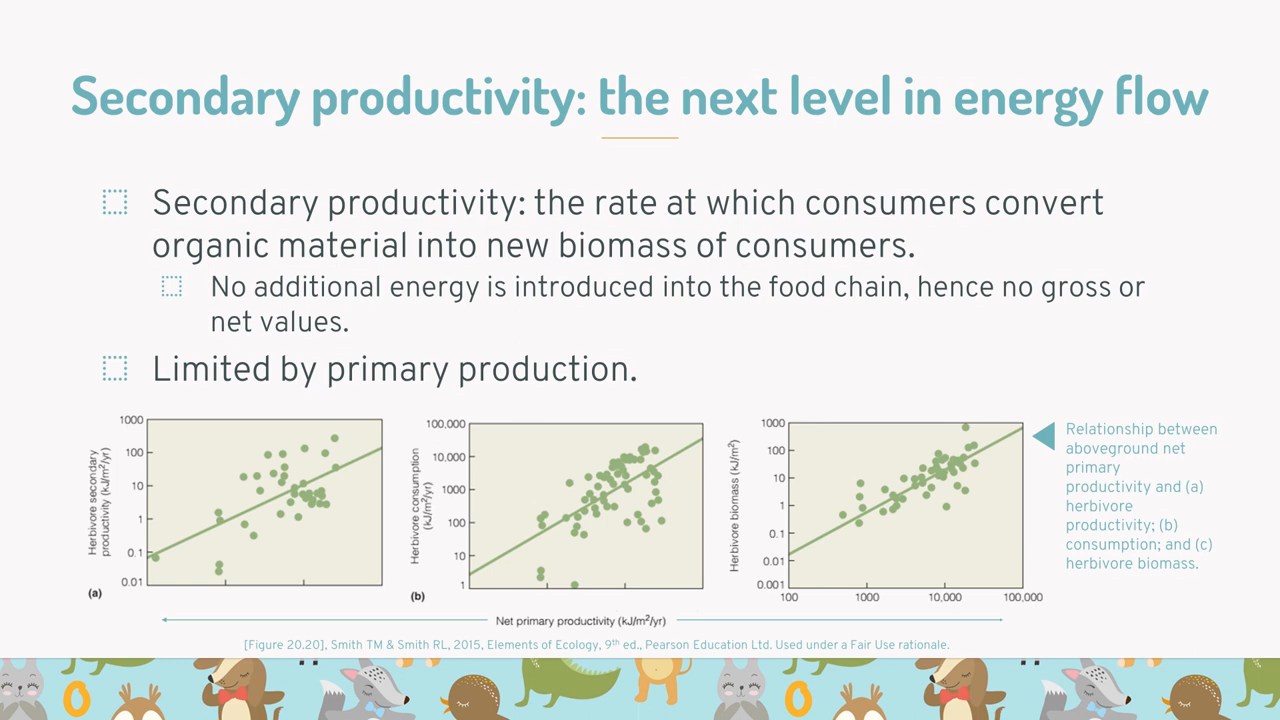 Secondary productivity: the next level in energy flow
Secondary productivity: the rate at which consumers convert
organic material into new biomass of consumers.
No additional energy is introduced into the food chain, hence no gross or
net values.
Limited by primary production.
Herbivore secondary
productivity (kJ/m²/yr)
1000
100
10
1
0.1
0.01
(a)
Herbivore consumption
(kJ/m²/yr)
100,000
10,000
1000
100
10
1
(b)
Herbivore biomass (kJ/m²)
1000
100
10
1
0.1
0.01
0.001
100 1000 10,000 100,000
Net primary productivity (kJ/m²/yr)
Relationship between
aboveground net
primary
productivity and (a)
herbivore
productivity; (b)
consumption; and (c)
herbivore biomass.
[Figure 20.20], Smith TM & Smith RL, 2015, Elements of Ecology, 9th ed., Pearson Education Ltd. Used under a Fair Use rationale.